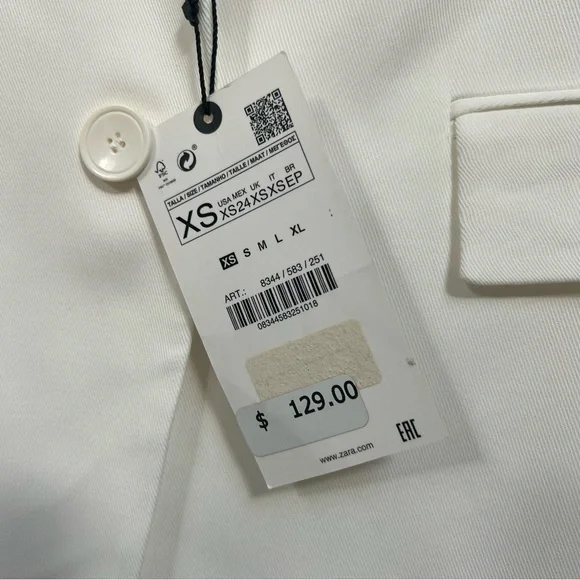 TALLA / SIZE / TAMANHO / TAILLE / MAAT / ΜΕΓΕΘΟΣ
XS
USA MEX UK IT BR
XS 24 XS XS EP
XS S M L XL
ART.: 8344 / 583 / 251
08344583251018
$ 129.00
www.zara.com
EAC